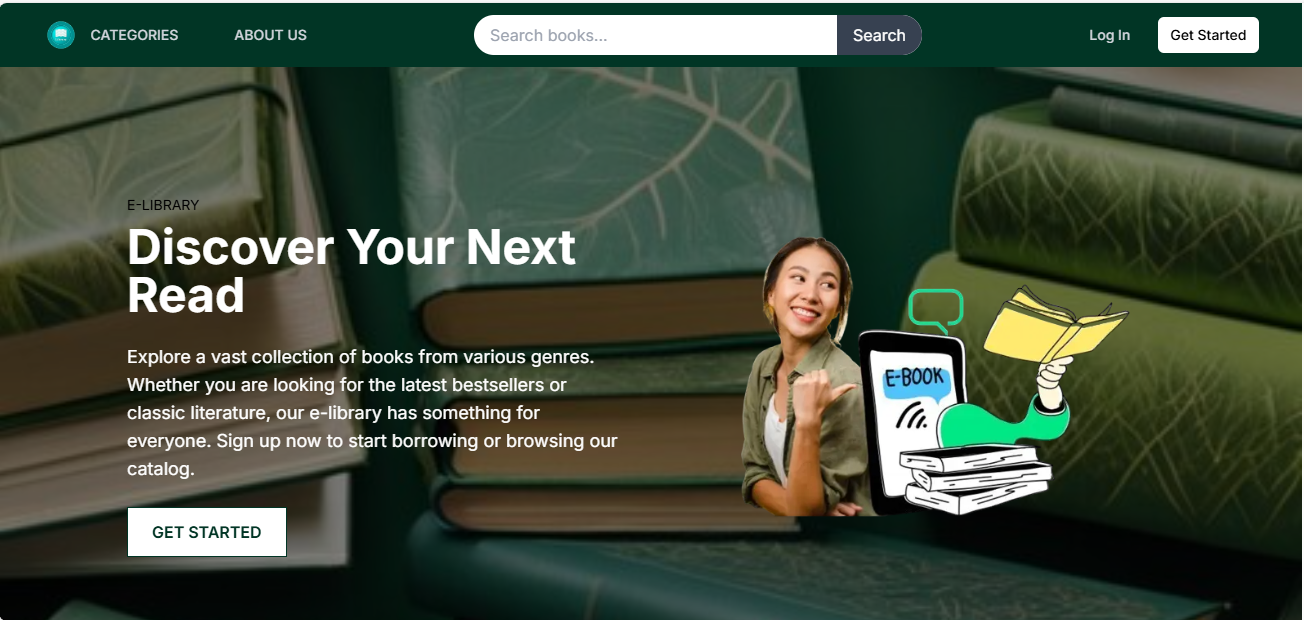 CATEGORIES
ABOUT US
Search books...
Search
Log In
Get Started
E-LIBRARY
Discover Your Next
Read
Explore a vast collection of books from various genres.
Whether you are looking for the latest bestsellers or
classic literature, our e-library has something for
everyone. Sign up now to start borrowing or browsing our
catalog.
GET STARTED
E-BOOK